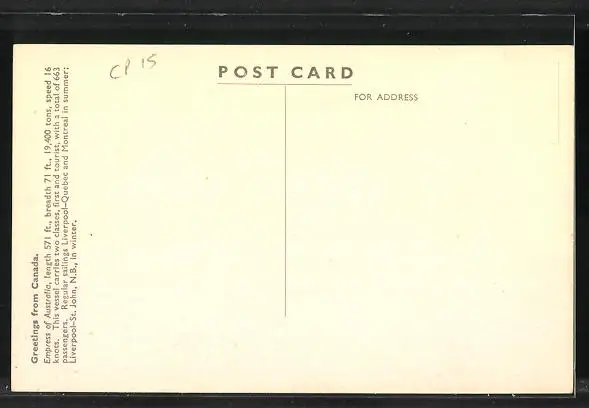 CP 15
POST CARD
FOR ADDRESS
Greetings from Canada.
Empress of Australia, length 571 ft., breadth 71 ft., 19,400 tons, speed 16
knots. This vessel carries two classes, first and tourist, with a total of 663
passengers. Regular sailings Liverpool-Quebec and Montreal in summer;
Liverpool-St. John, N.B., in winter.